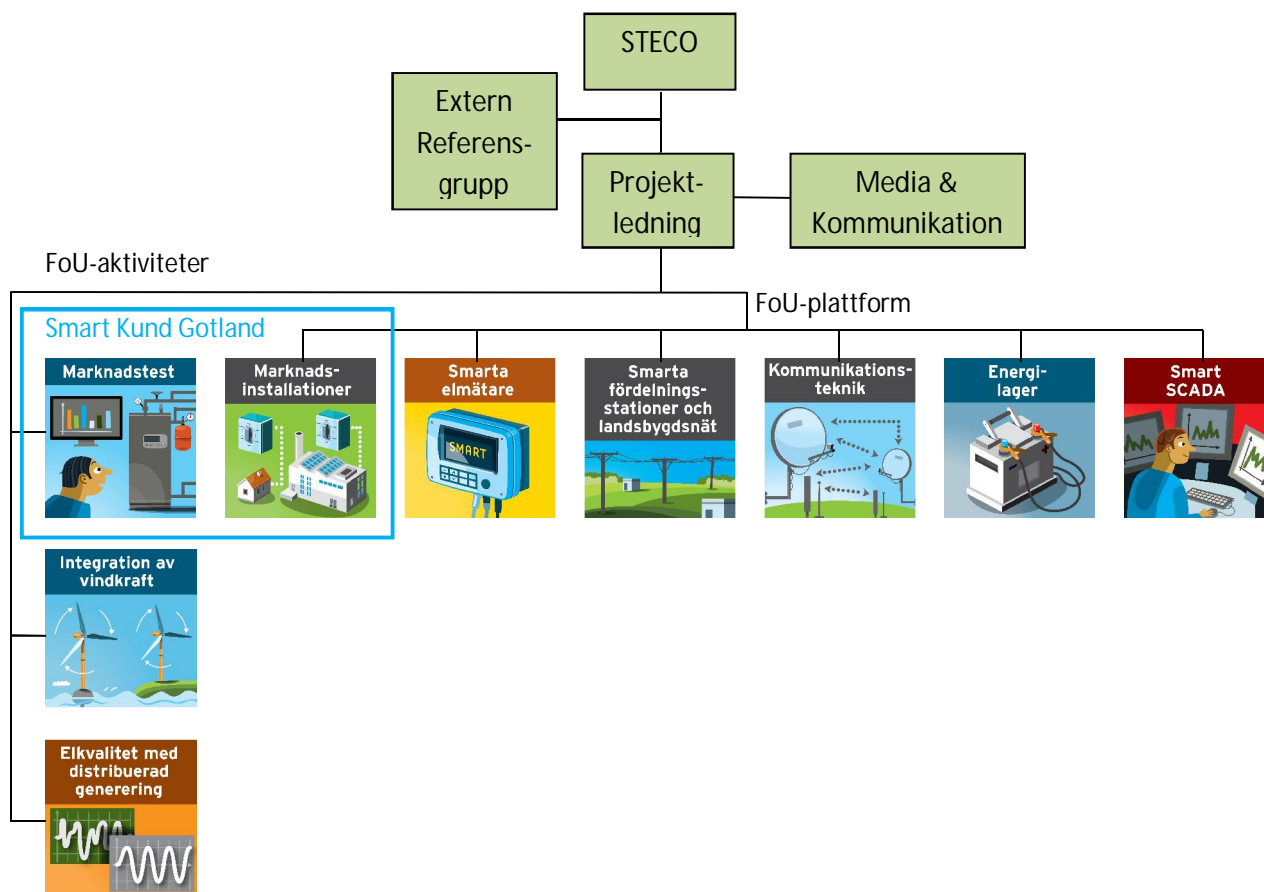 STECO
Extern
Referens-
grupp
Projekt-
ledning
Media &
Kommunikation
FoU-aktiviteter
FoU-plattform
Smart Kund Gotland
Marknadstest
Marknads-
installationer
Smarta
elmätare
SMART
Smarta
fördelnings-
stationer och
landsbygdsnät
Kommunikations-
teknik
Energi-
lager
Smart
SCADA
Integration av
vindkraft
Elkvalitet med
distribuerad
generering